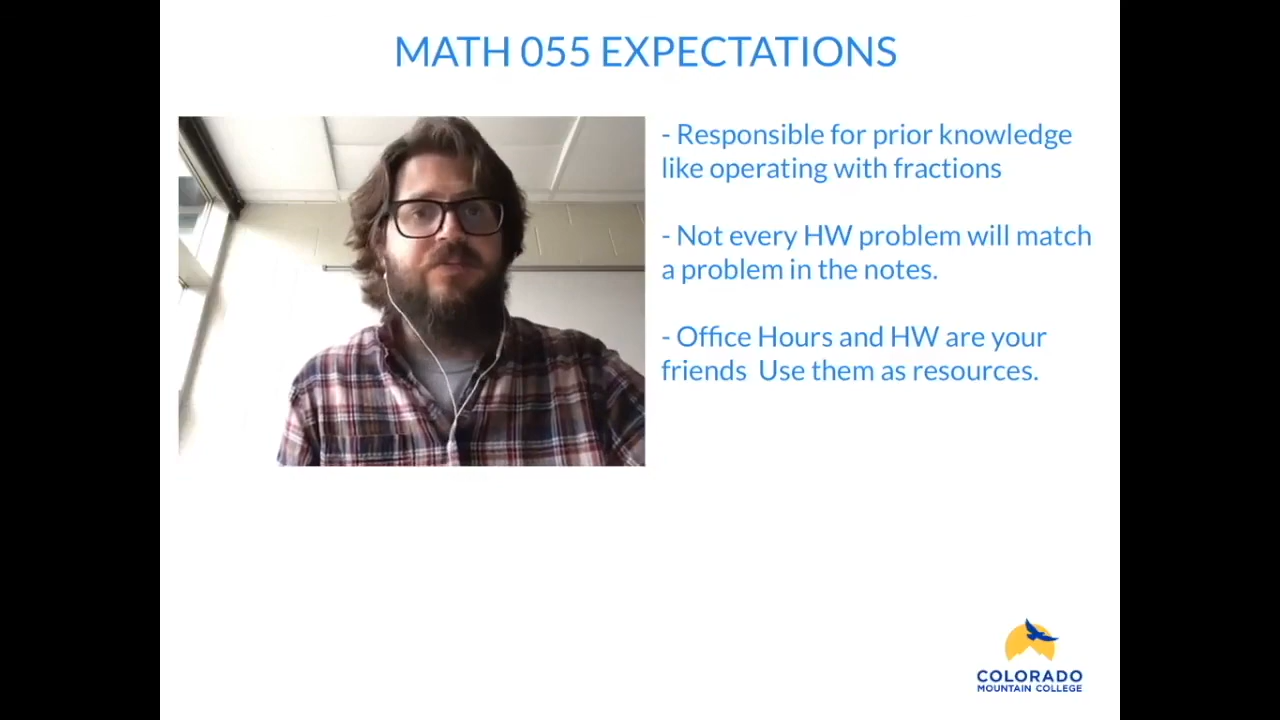 MATH 055 EXPECTATIONS
- Responsible for prior knowledge
like operating with fractions
- Not every HW problem will match
a problem in the notes.
- Office Hours and HW are your
friends  Use them as resources.
COLORADO
MOUNTAIN COLLEGE